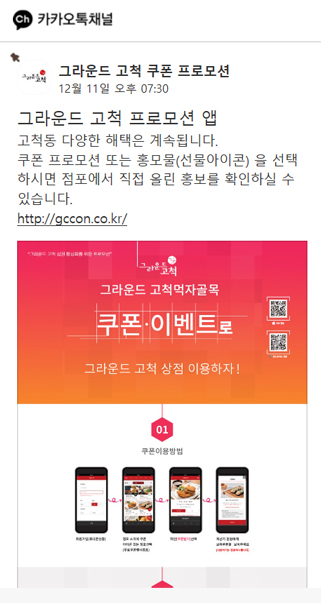 Ch 카카오톡채널
그라운드 고척 쿠폰 프로모션
12월 11일 오후 07:30
그라운드 고척 프로모션 앱
고척동 다양한 해택은 계속됩니다.
쿠폰 프로모션 또는 홍모물(선물아이콘) 을 선택
하시면 점포에서 직접 올린 홍보를 확인하실 수
있습니다.
http://gccon.co.kr/
그라운드
고척
그라운드 고척먹자골목
쿠폰·이벤트로
그라운드 고척 상점 이용하자!
01
쿠폰이용방법